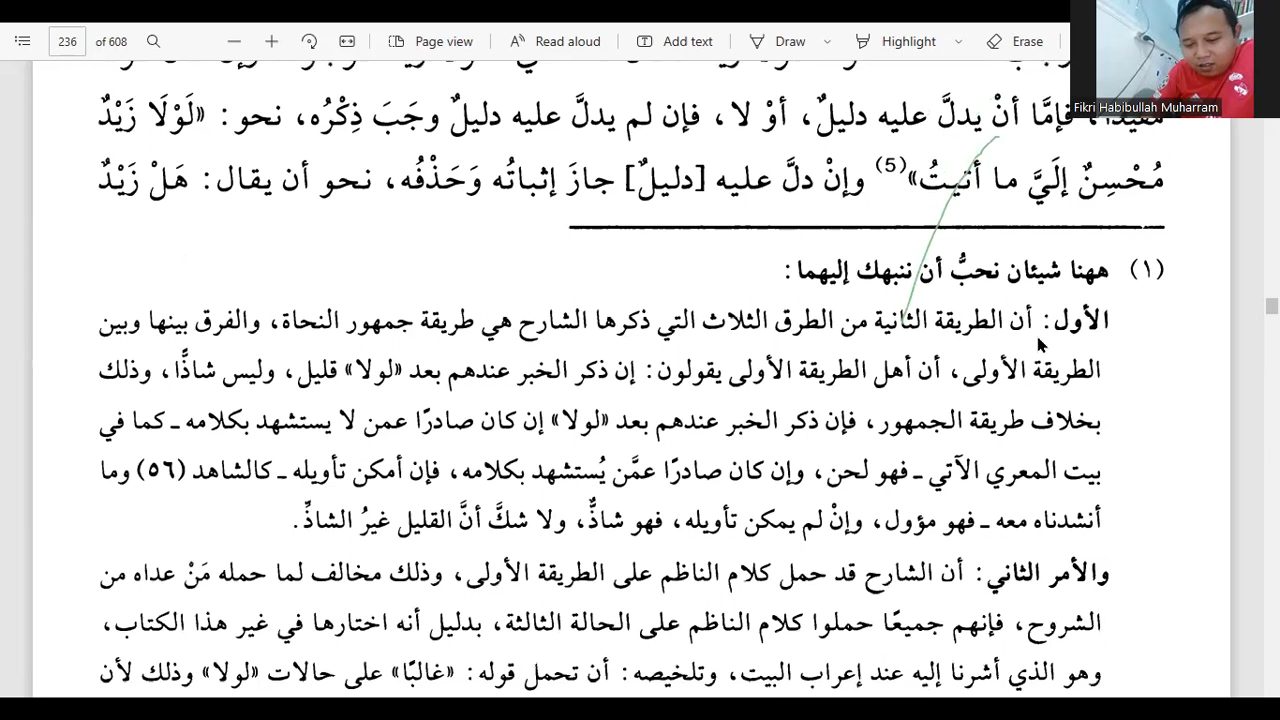 236 of 608
Page view
Read aloud
Add text
Draw
Highlight
Erase
Fikri Habibullah Muharram
مقيدًا، فإمَّا أنْ يدلَّ عليه دليلٌ، أوْ لا، فإن لم يدلَّ عليه دليلٌ وجَبَ ذِكْرُه، نحو: «لَوْلَا زَيْدٌ
مُحْسِنٌ إلَيَّ ما أتيتُ»(5) وإنْ دلَّ عليه [دليلٌ] جازَ إثباتُه وَحَذْفُه، نحو أن يقال: هَلْ زَيْدٌ
(١) ههنا شيئان نحبُّ أن ننبهك إليهما:
الأول: أن الطريقة الثانية من الطرق الثلاث التي ذكرها الشارح هي طريقة جمهور النحاة، والفرق بينها وبين
الطريقة الأولى، أن أهل الطريقة الأولى يقولون: إن ذكر الخبر عندهم بعد «لولا» قليل، وليس شاذًّا، وذلك
بخلاف طريقة الجمهور، فإن ذكر الخبر عندهم بعد «لولا» إن كان صادرًا عمن لا يستشهد بكلامه ـ كما في
بيت المعري الآتي ـ فهو لحن، وإن كان صادرًا عمَّن يُستشهد بكلامه، فإن أمكن تأويله ـ كالشاهد (٥٦) وما
أنشدناه معه ـ فهو مؤول، وإنْ لم يمكن تأويله، فهو شاذٌّ، ولا شكَّ أنَّ القليل غيرُ الشاذِّ.
والأمر الثاني: أن الشارح قد حمل كلام الناظم على الطريقة الأولى، وذلك مخالف لما حمله مَنْ عداه من
الشروح، فإنهم جميعًا حملوا كلام الناظم على الحالة الثالثة، بدليل أنه اختارها في غير هذا الكتاب،
وهو الذي أشرنا إليه عند إعراب البيت، وتلخيصه: أن تحمل قوله: «غالبًا» على حالات «لولا» وذلك لأن